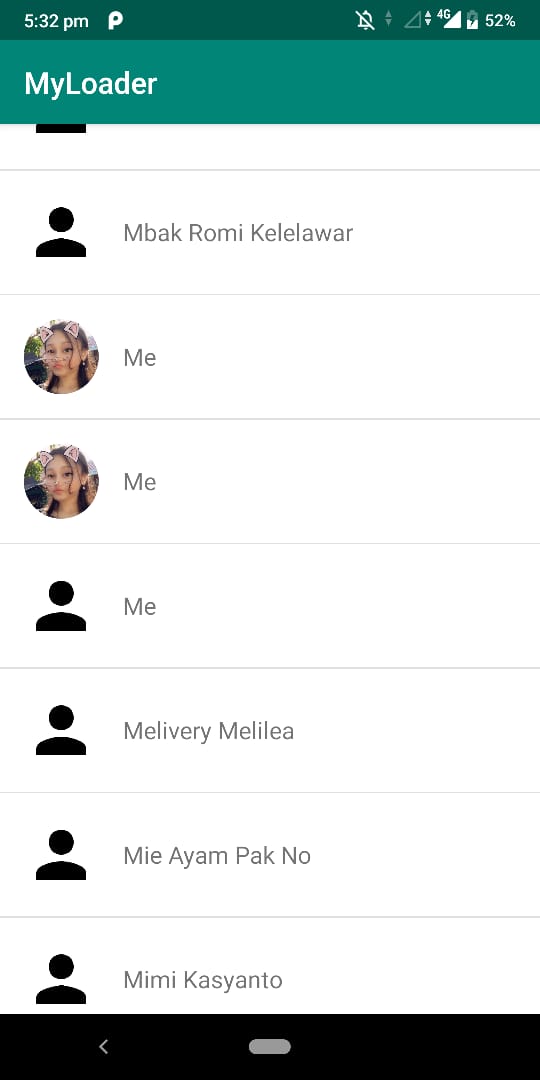 5:32 pm
4G
52%
MyLoader
Mbak Romi Kelelawar
Me
Me
Me
Melivery Melilea
Mie Ayam Pak No
Mimi Kasyanto